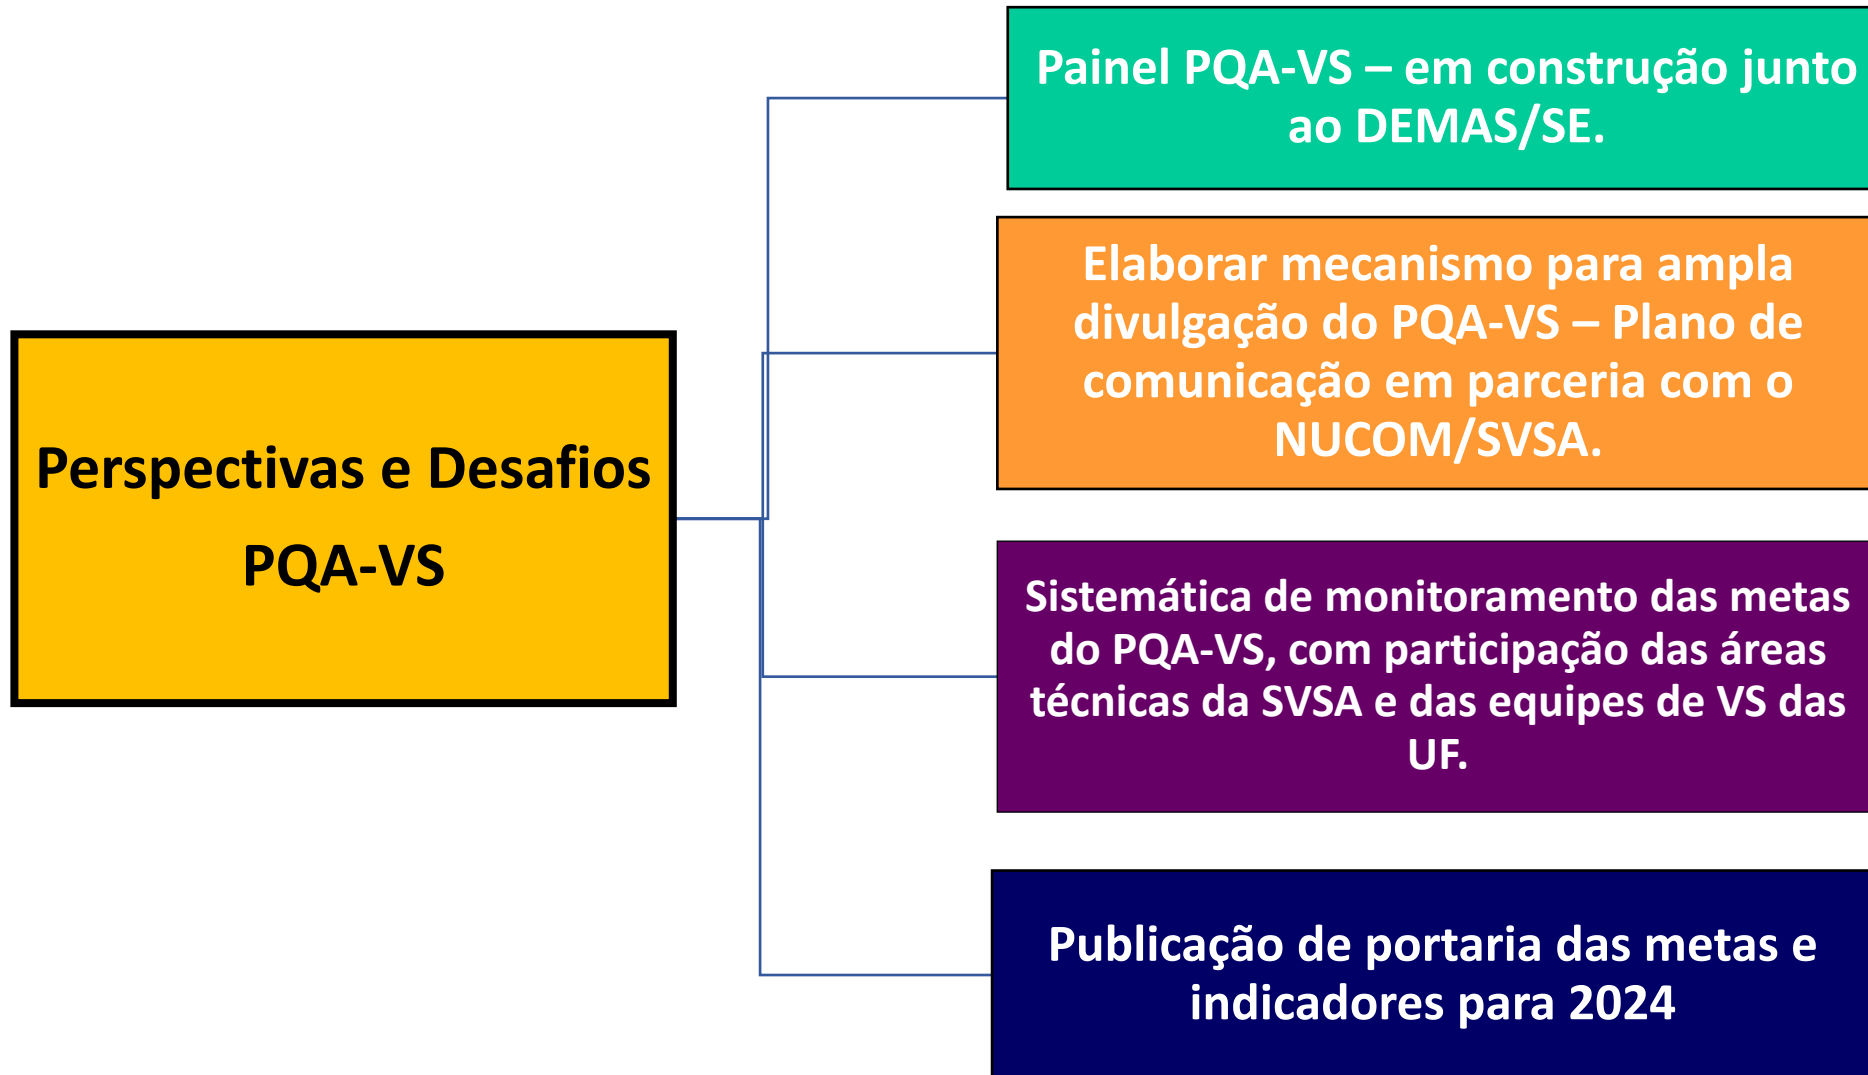 Perspectivas e Desafios
PQA-VS
Painel PQA-VS – em construção junto
ao DEMAS/SE.
Elaborar mecanismo para ampla
divulgação do PQA-VS – Plano de
comunicação em parceria com o
NUCOM/SVSA.
Sistemática de monitoramento das metas
do PQA-VS, com participação das áreas
técnicas da SVSA e das equipes de VS das
UF.
Publicação de portaria das metas e
indicadores para 2024